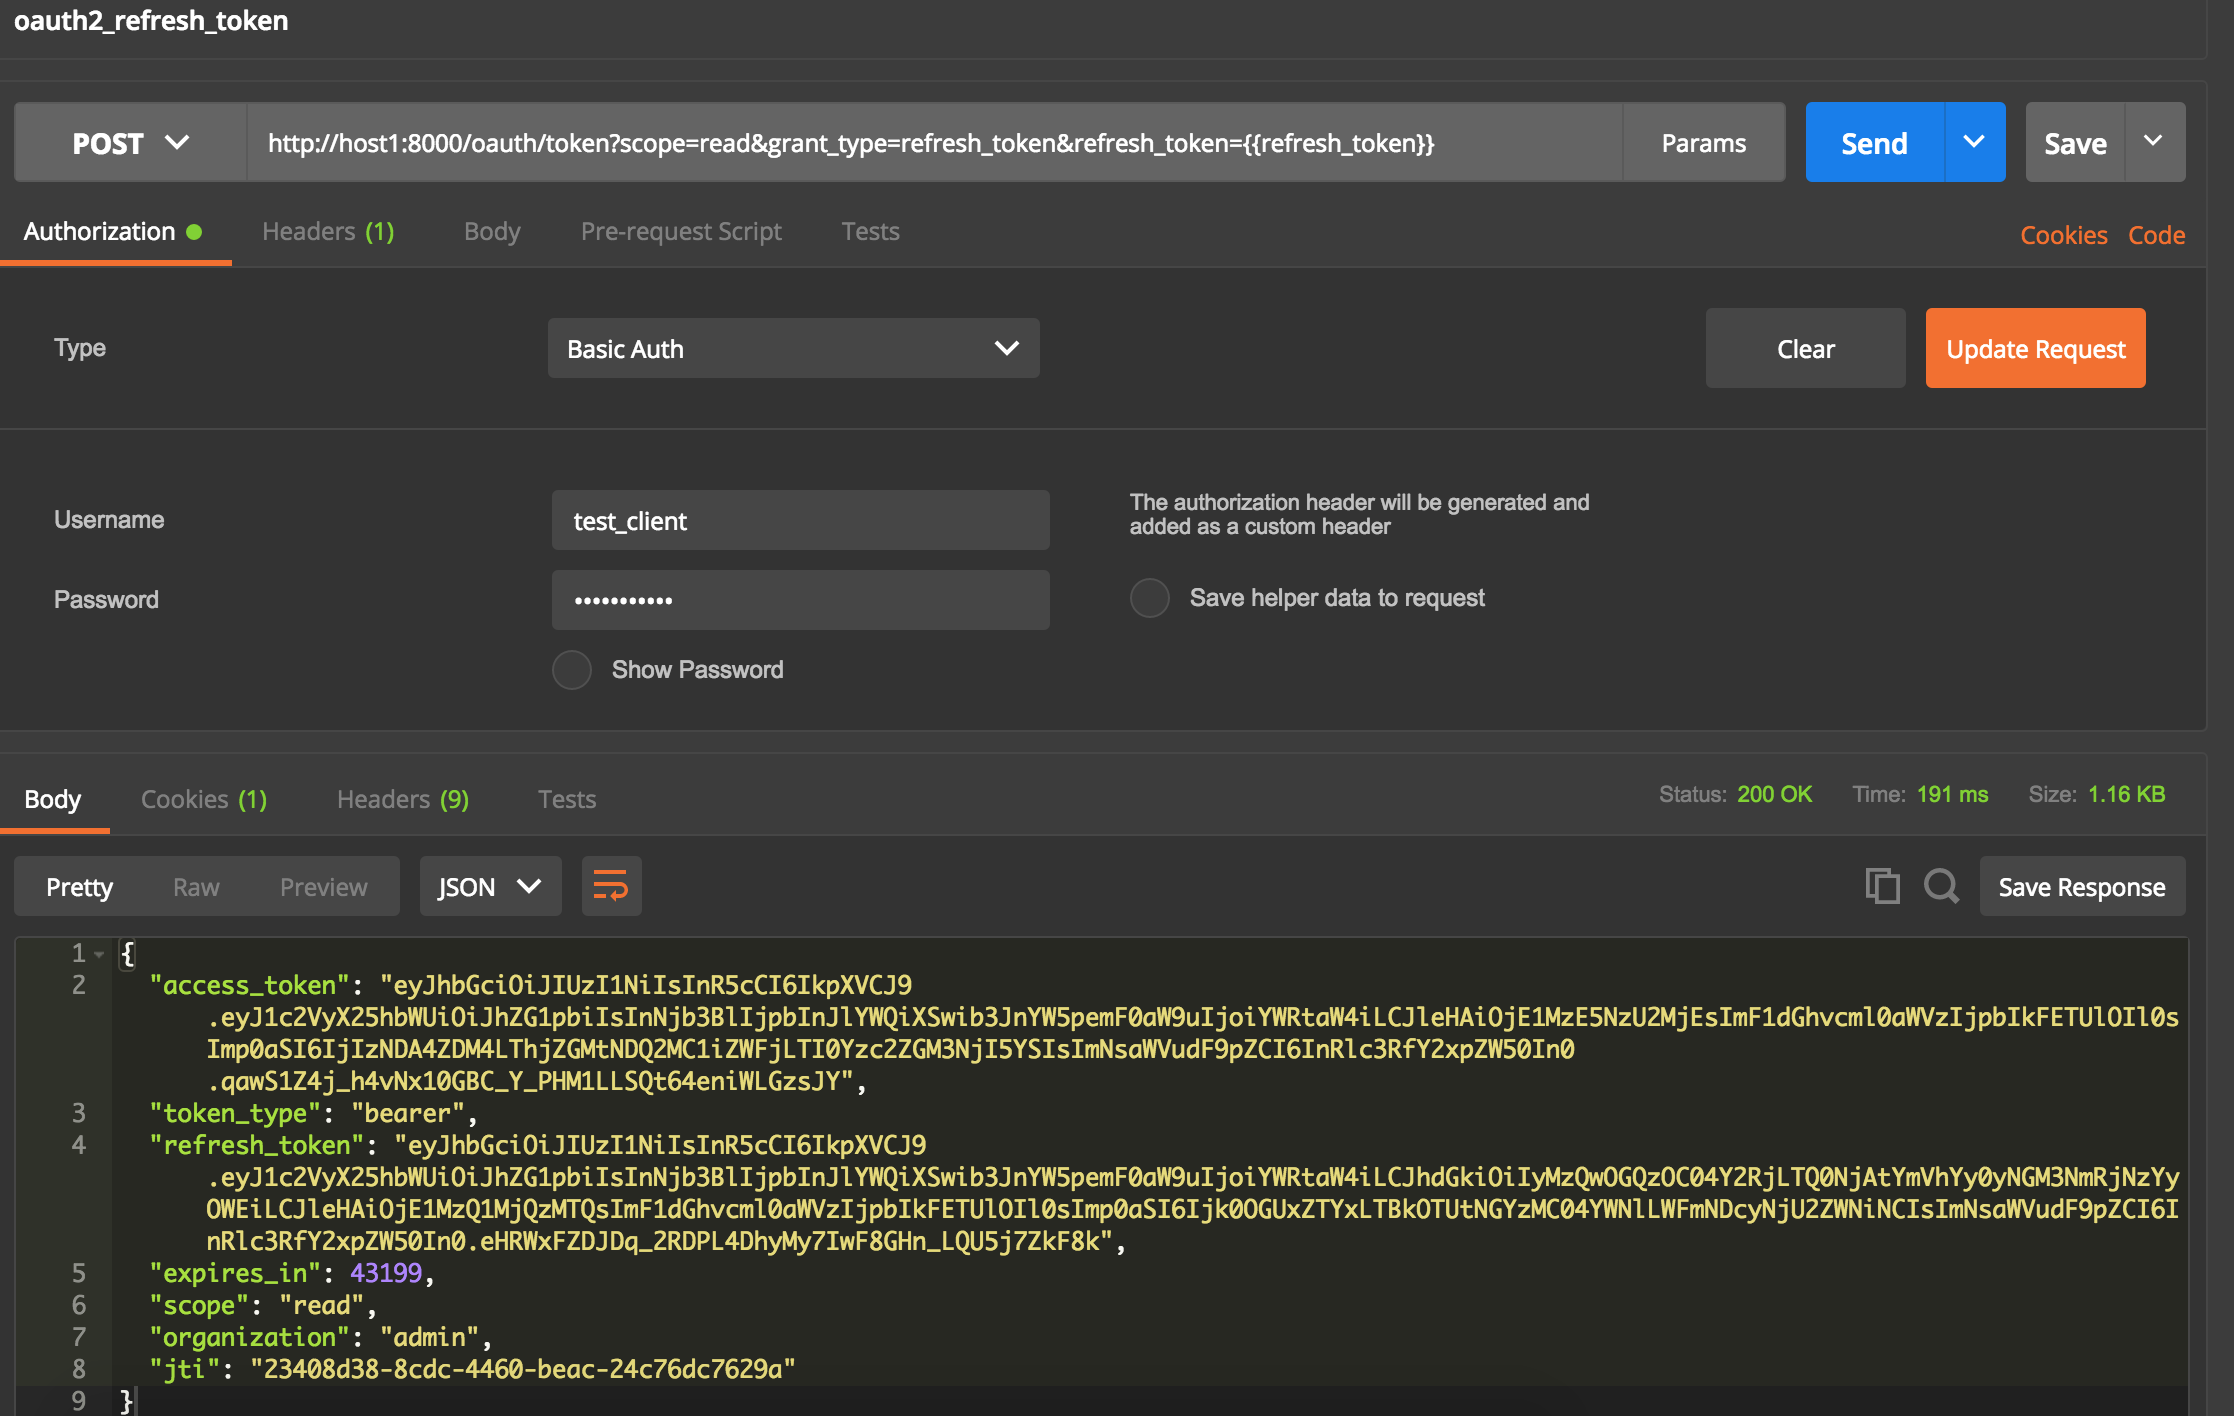 oauth2_refresh_token
POST http://host1:8000/oauth/token?scope=read&grant_type=refresh_token&refresh_token={{refresh_token}} Params Send Save
Authorization Headers (1) Body Pre-request Script Tests Cookies Code
Type Basic Auth Clear Update Request
Username test_client The authorization header will be generated and
added as a custom header
Password ••••••••••• Save helper data to request
Show Password
Body Cookies (1) Headers (9) Tests Status: 200 OK Time: 191 ms Size: 1.16 KB
Pretty Raw Preview JSON Save Response
1 {
2 "access_token": "eyJhbGciOiJIUzI1NiIsInR5cCI6IkpXVCJ9
.eyJ1c2VyX25hbWUiOiJhZG1pbiIsInNjb3BlIjpbInJlYWQiXSwib3JnYW5pemF0aW9uIjoiYWRtaW4iLCJleHAiOjE1MzE5NzU2MjEsImF1dGhvcml0aWVzIjpbIkFETUlOIl0s
Imp0aSI6IjIzNDA4ZDM4LThjZGMtNDQ2MC1iZWFjLTI0Yzc2ZGM3NjI5YSIsImNsaWVudF9pZCI6InRlc3RfY2xpZW50In0
.qawS1Z4j_h4vNx10GBC_Y_PHM1LLSQt64eniWLGzsJY",
3 "token_type": "bearer",
4 "refresh_token": "eyJhbGciOiJIUzI1NiIsInR5cCI6IkpXVCJ9
.eyJ1c2VyX25hbWUiOiJhZG1pbiIsInNjb3BlIjpbInJlYWQiXSwib3JnYW5pemF0aW9uIjoiYWRtaW4iLCJhdGkiOiIyMzQwOGQzOC04Y2RjLTQ0NjAtYmVhYy0yNGM3NmRjNzYy
OWEiLCJleHAiOjE1MzQ1MjQzMTQsImF1dGhvcml0aWVzIjpbIkFETUlOIl0sImp0aSI6Ijk0OGUxZTYxLTBkOTUtNGYzMC04YWNlLWFmNDcyNjU2ZWNiNCIsImNsaWVudF9pZCI6I
nRlc3RfY2xpZW50In0.eHRWxFZDJDq_2RDPL4DhyMy7IwF8GHn_LQU5j7ZkF8k",
5 "expires_in": 43199,
6 "scope": "read",
7 "organization": "admin",
8 "jti": "23408d38-8cdc-4460-beac-24c76dc7629a"
9 }